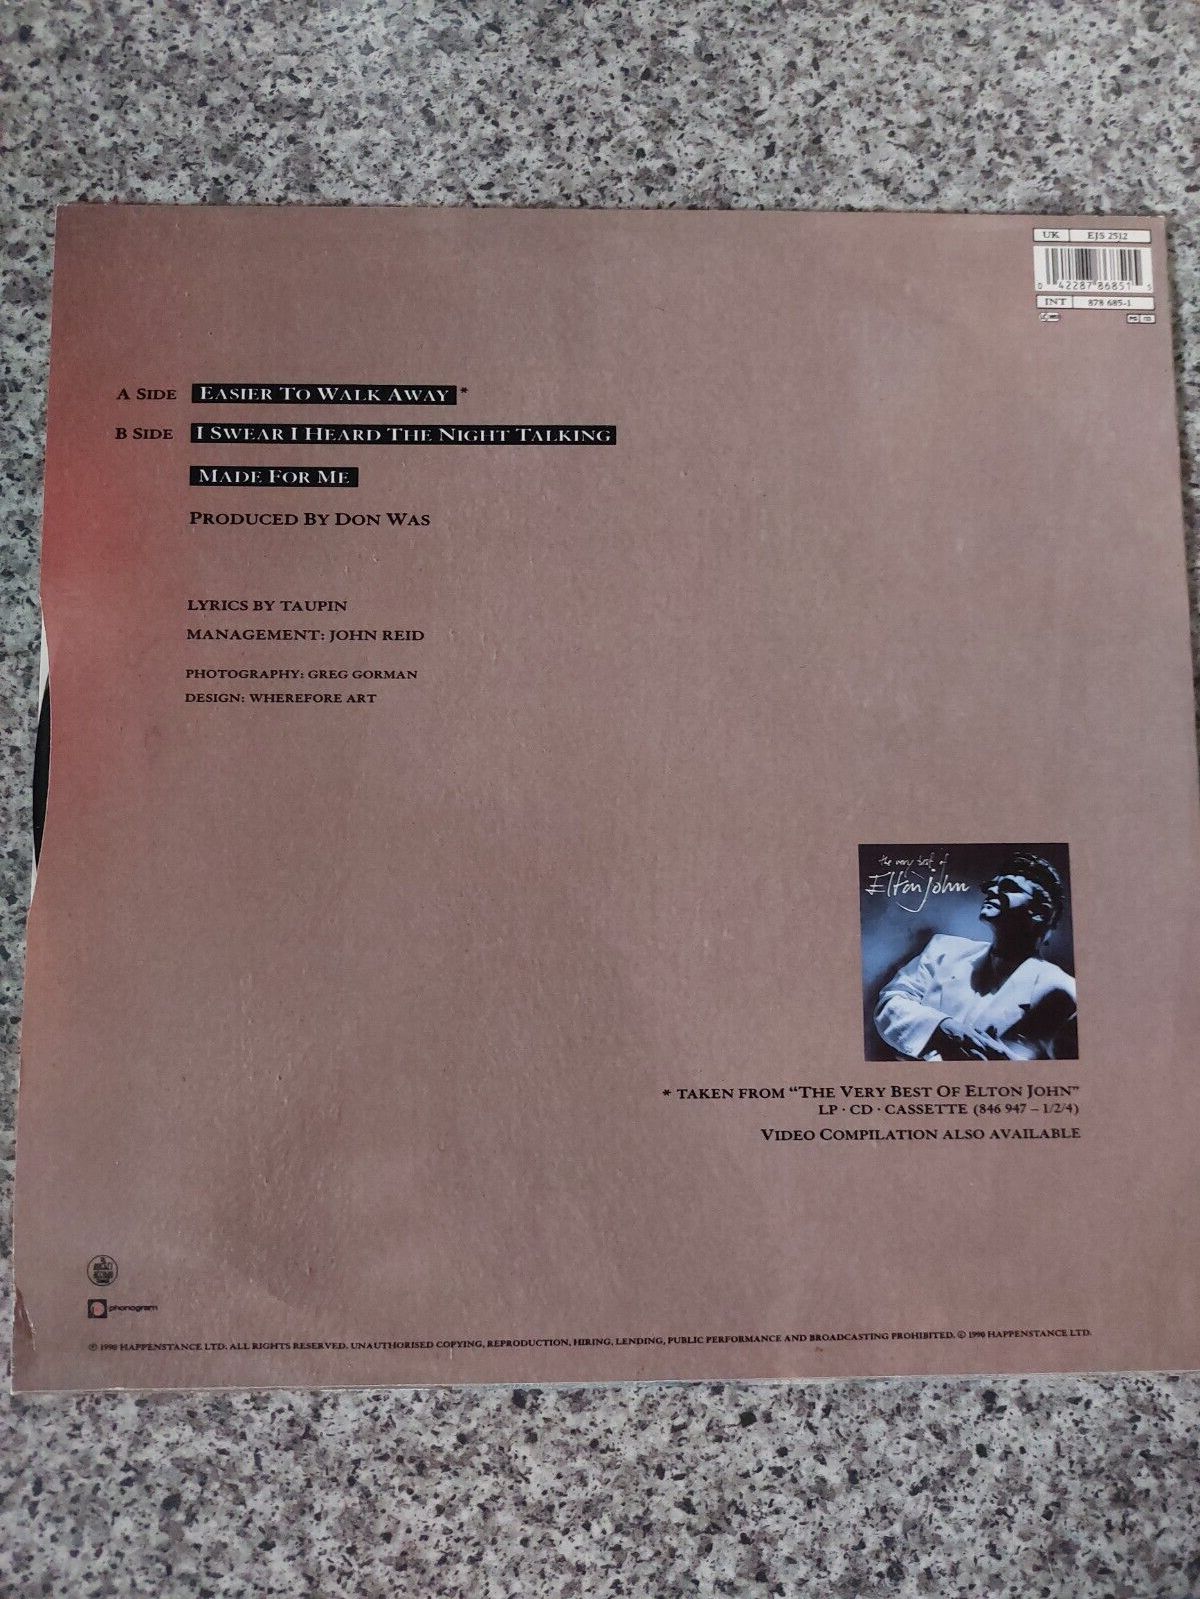 UK EJS 2512
0 42287 86851 5
INT 878 685-1
A SIDE EASIER TO WALK AWAY *
B SIDE I SWEAR I HEARD THE NIGHT TALKING
MADE FOR ME
PRODUCED BY DON WAS
LYRICS BY TAUPIN
MANAGEMENT: JOHN REID
PHOTOGRAPHY: GREG GORMAN
DESIGN: WHEREFORE ART
the very best of
Elton John
* TAKEN FROM “THE VERY BEST OF ELTON JOHN”
LP · CD · CASSETTE (846 947 – 1/2/4)
VIDEO COMPILATION ALSO AVAILABLE
phonogram
℗ 1990 HAPPENSTANCE LTD. ALL RIGHTS RESERVED. UNAUTHORISED COPYING, REPRODUCTION, HIRING, LENDING, PUBLIC PERFORMANCE AND BROADCASTING PROHIBITED. © 1990 HAPPENSTANCE LTD.